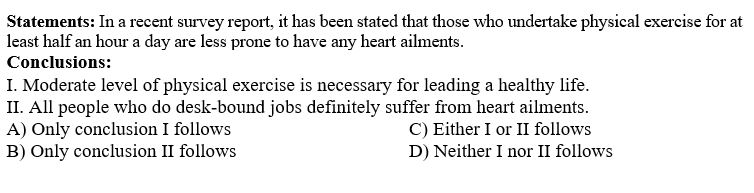 Statements: In a recent survey report, it has been stated that those who undertake physical exercise for at
least half an hour a day are less prone to have any heart ailments.
Conclusions:
I. Moderate level of physical exercise is necessary for leading a healthy life.
II. All people who do desk-bound jobs definitely suffer from heart ailments.
A) Only conclusion I follows C) Either I or II follows
B) Only conclusion II follows D) Neither I nor II follows